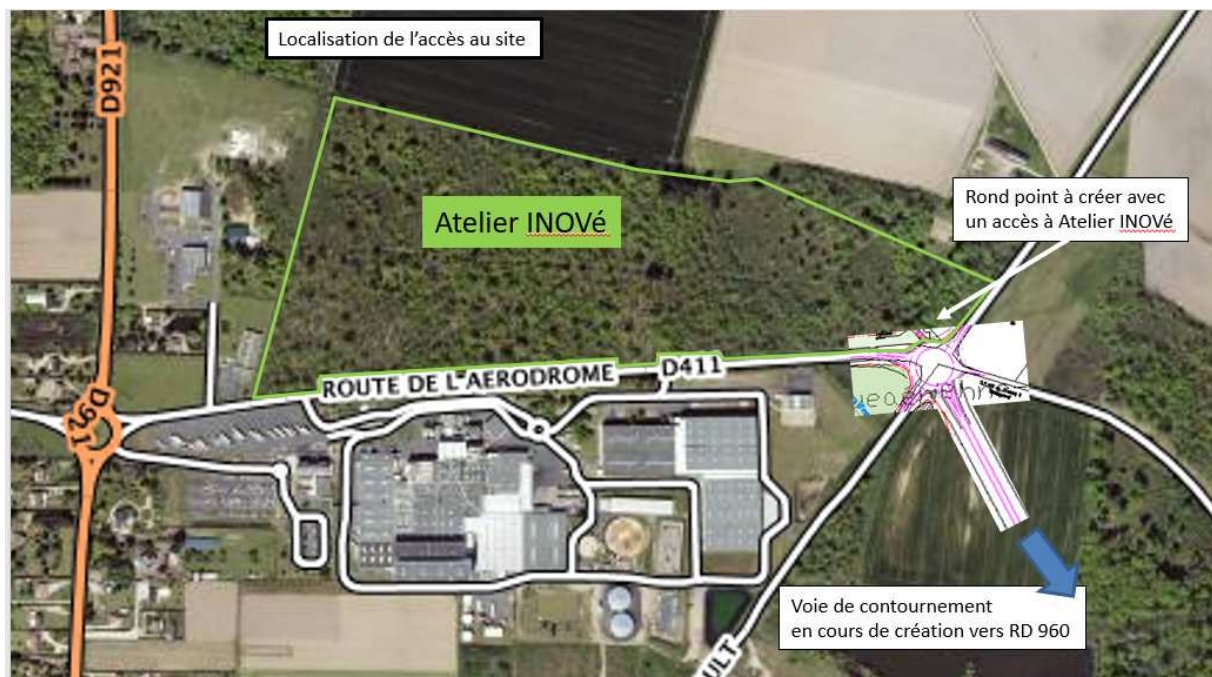 Localisation de l’accès au site
D921
Atelier INOVé
Rond point à créer avec
un accès à Atelier INOVé
ROUTE DE L'AERODROME
D411
D921
Voie de contournement
en cours de création vers RD 960
ULT